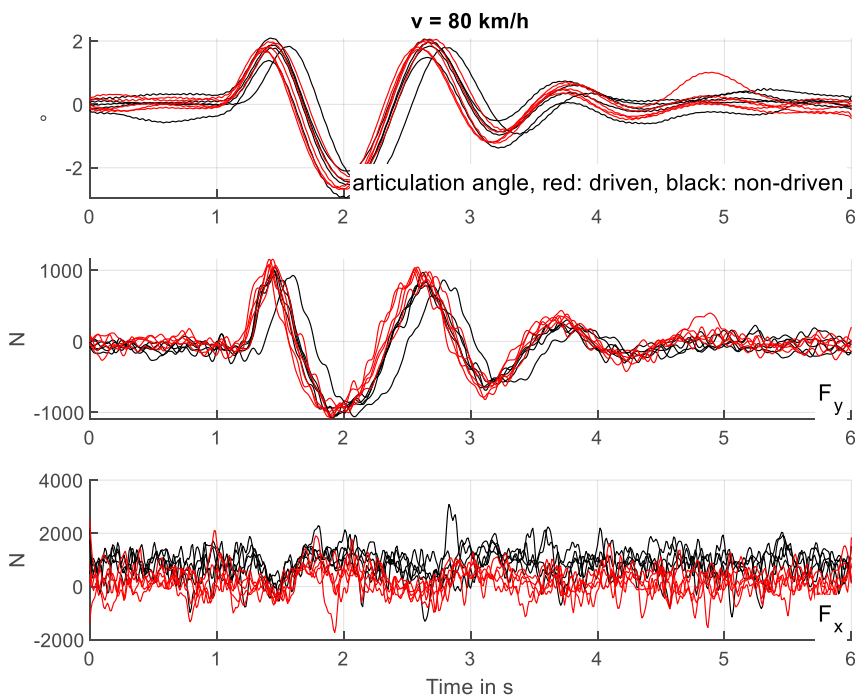 v = 80 km/h
2
0
-2
°
articulation angle, red: driven, black: non-driven
0 1 2 3 4 5 6
1000
0
-1000
N
F_y
0 1 2 3 4 5 6
4000
2000
0
-2000
N
F_x
0 1 2 3 4 5 6
Time in s